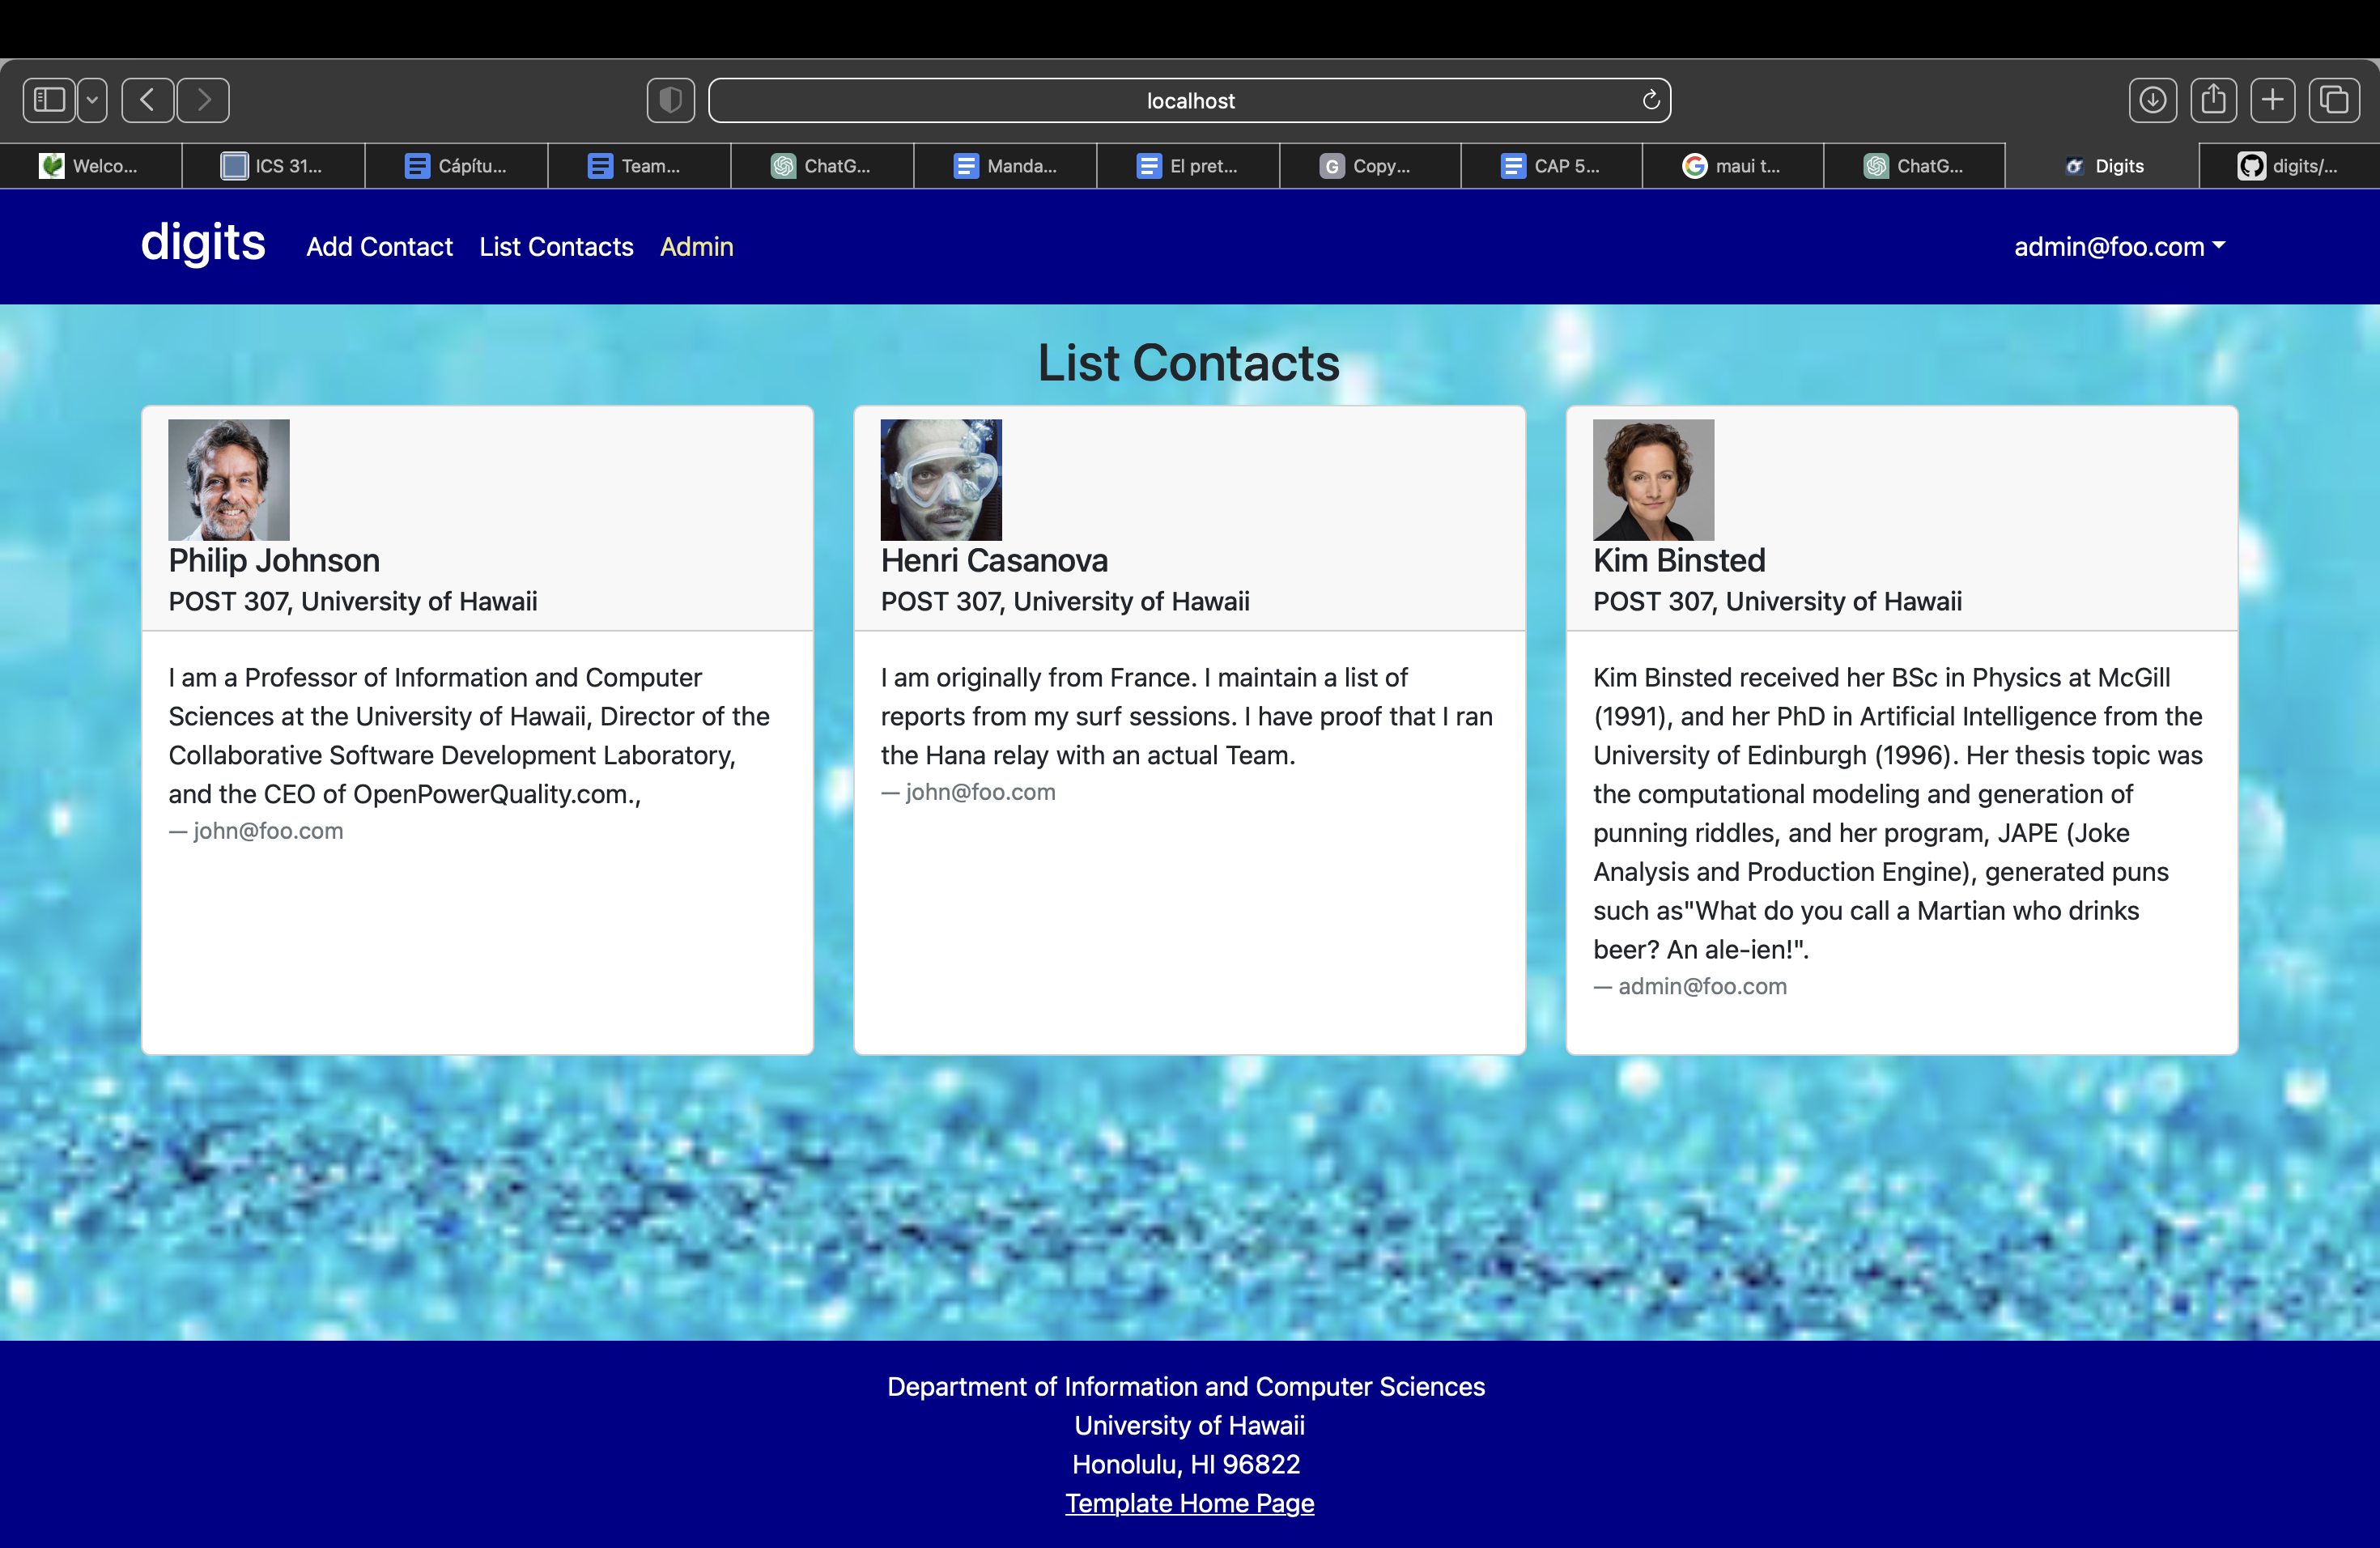 localhost
Welco...
ICS 31...
Cápítu...
Team...
ChatG...
Manda...
El pret...
G Copy...
CAP 5...
maui t...
ChatG...
Digits
digits/...
digits Add Contact List Contacts Admin admin@foo.com
List Contacts
Philip Johnson
POST 307, University of Hawaii
I am a Professor of Information and Computer
Sciences at the University of Hawaii, Director of the
Collaborative Software Development Laboratory,
and the CEO of OpenPowerQuality.com.,
— john@foo.com
Henri Casanova
POST 307, University of Hawaii
I am originally from France. I maintain a list of
reports from my surf sessions. I have proof that I ran
the Hana relay with an actual Team.
— john@foo.com
Kim Binsted
POST 307, University of Hawaii
Kim Binsted received her BSc in Physics at McGill
(1991), and her PhD in Artificial Intelligence from the
University of Edinburgh (1996). Her thesis topic was
the computational modeling and generation of
punning riddles, and her program, JAPE (Joke
Analysis and Production Engine), generated puns
such as"What do you call a Martian who drinks
beer? An ale-ien!".
— admin@foo.com
Department of Information and Computer Sciences
University of Hawaii
Honolulu, HI 96822
Template Home Page